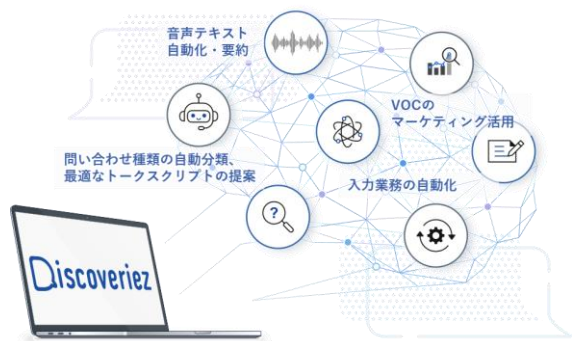 音声テキスト
自動化・要約
VOCの
マーケティング活用
問い合わせ種類の自動分類、
最適なトークスクリプトの提案
入力業務の自動化
?
Discoveriez